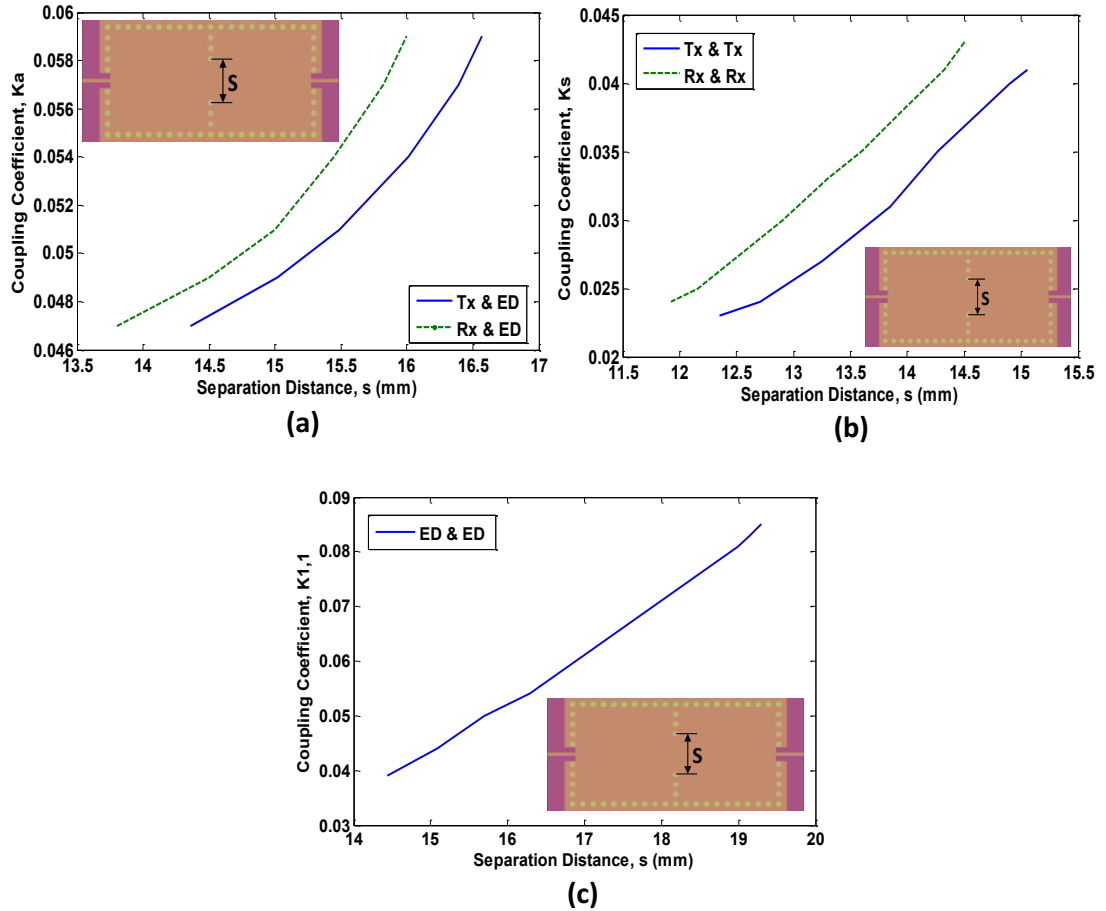 0.06
0.058
0.056
0.054
0.052
0.05
0.048
0.046
13.5 14 14.5 15 15.5 16 16.5 17
Coupling Coefficient, Ka
Separation Distance, s (mm)
S
Tx & ED
Rx & ED
(a)
0.045
0.04
0.035
0.03
0.025
0.02
11.5 12 12.5 13 13.5 14 14.5 15 15.5
Coupling Coefficient, Ks
Separation Distance, s (mm)
Tx & Tx
Rx & Rx
S
(b)
0.09
0.08
0.07
0.06
0.05
0.04
0.03
14 15 16 17 18 19 20
Coupling Coefficient, K1,1
Separation Distance, s (mm)
ED & ED
S
(c)